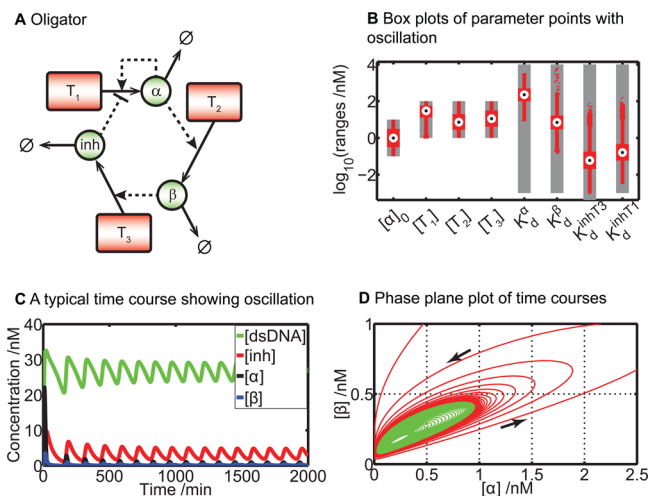 A Oligator
T1
α
Ø
T2
inh
Ø
β
T3
Ø
B Box plots of parameter points with
oscillation
log10(ranges /nM)
4
2
0
−2
[α]0
[T1]
[T2]
[T3]
Kdα
Kdβ
KdinhT3
KdinhT1
C A typical time course showing oscillation
Concentration /nM
40
30
20
10
0
0 500 1000 1500 2000
Time /min
[dsDNA]
[inh]
[α]
[β]
D Phase plane plot of time courses
[β] /nM
1
0.5
0
0 0.5 1 1.5 2 2.5
[α] /nM